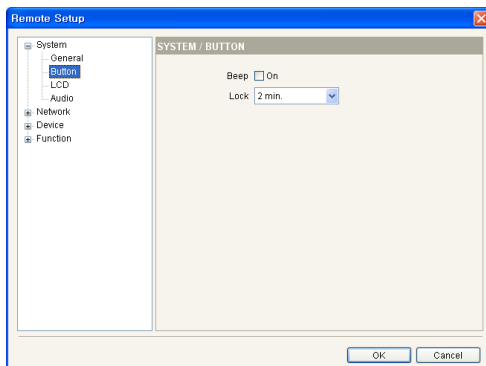 Remote Setup
System
General
Button
LCD
Audio
Network
Device
Function
SYSTEM / BUTTON
Beep On
Lock 2 min.
OK Cancel